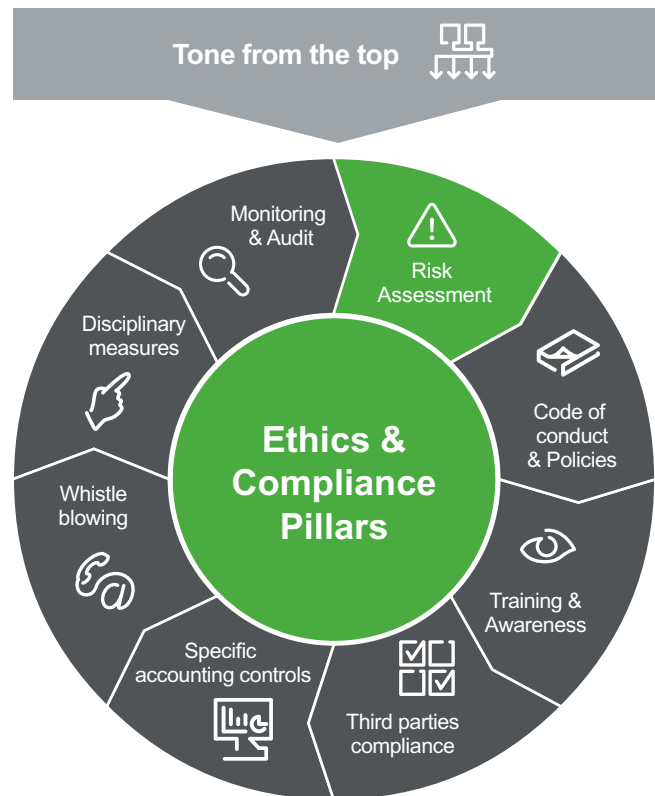 Tone from the top
Monitoring
& Audit
Risk
Assessment
Disciplinary
measures
Code of
conduct
& Policies
Ethics &
Compliance
Pillars
Whistle
blowing
Training &
Awareness
Specific
accounting controls
Third parties
compliance